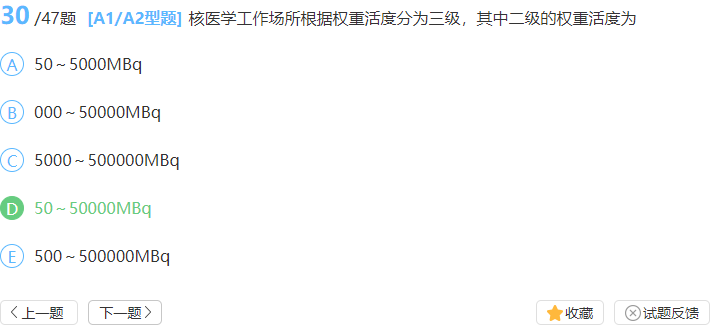 30/47题 [A1/A2型题] 核医学工作场所根据权重活度分为三级，其中二级的权重活度为
A 50～5000MBq
B 000～50000MBq
C 5000～500000MBq
D 50～50000MBq
E 500～500000MBq
上一题 下一题 收藏 试题反馈